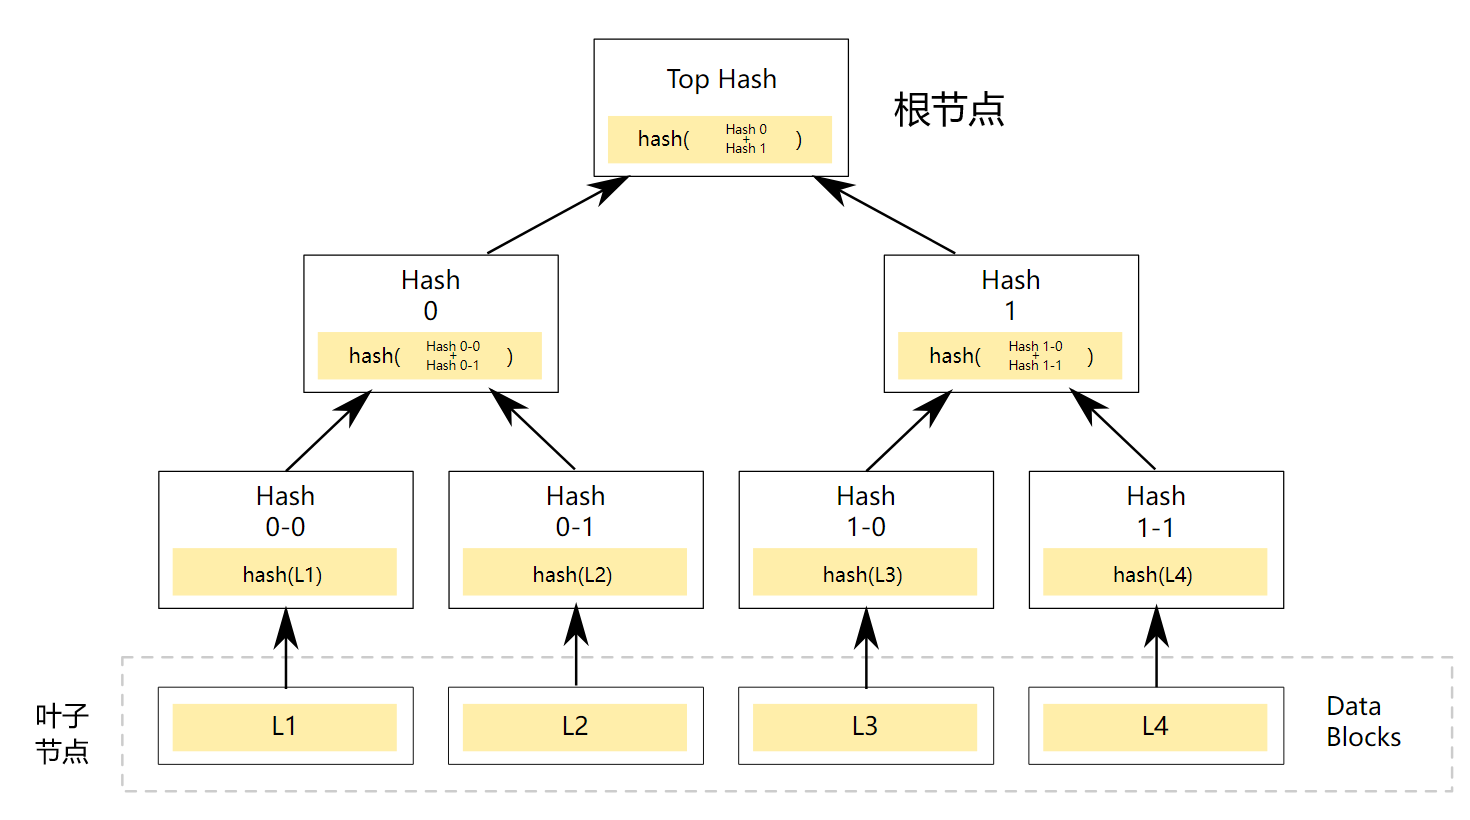 Top Hash
根节点
hash( Hash 0 + Hash 1 )
Hash
0
hash( Hash 0-0 + Hash 0-1 )
Hash
1
hash( Hash 1-0 + Hash 1-1 )
Hash
0-0
hash(L1)
Hash
0-1
hash(L2)
Hash
1-0
hash(L3)
Hash
1-1
hash(L4)
叶子
节点
L1
L2
L3
L4
Data
Blocks